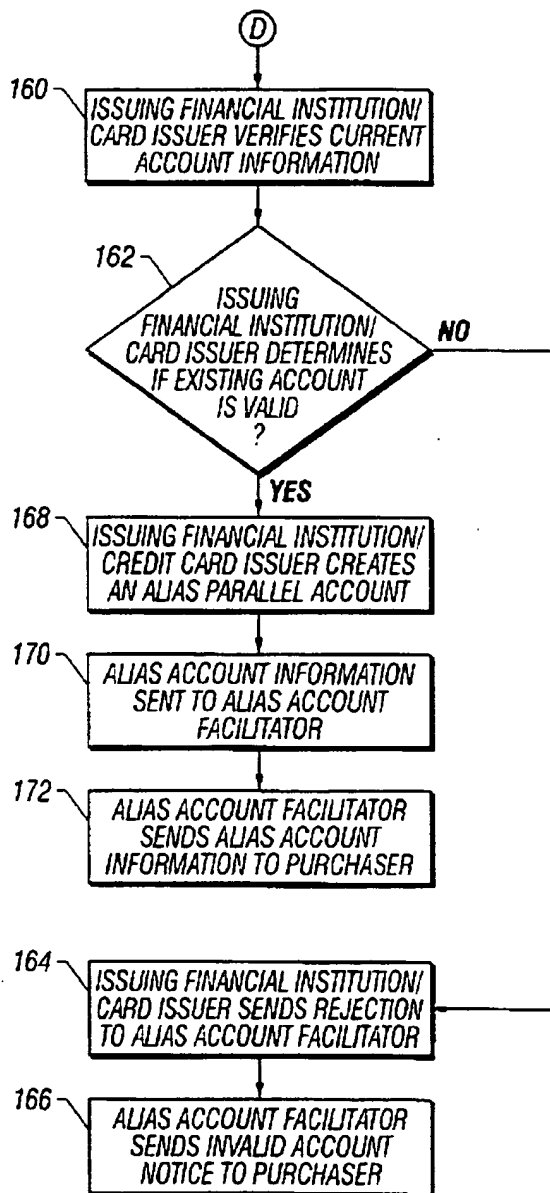 D
160
ISSUING FINANCIAL INSTITUTION/
CARD ISSUER VERIFIES CURRENT
ACCOUNT INFORMATION
162
ISSUING
FINANCIAL INSTITUTION/
CARD ISSUER DETERMINES
IF EXISTING ACCOUNT
IS VALID
?
NO
YES
168
ISSUING FINANCIAL INSTITUTION/
CREDIT CARD ISSUER CREATES
AN ALIAS PARALLEL ACCOUNT
170
ALIAS ACCOUNT INFORMATION
SENT TO ALIAS ACCOUNT
FACILITATOR
172
ALIAS ACCOUNT FACILITATOR
SENDS ALIAS ACCOUNT
INFORMATION TO PURCHASER
164
ISSUING FINANCIAL INSTITUTION/
CARD ISSUER SENDS REJECTION
TO ALIAS ACCOUNT FACILITATOR
166
ALIAS ACCOUNT FACILITATOR
SENDS INVALID ACCOUNT
NOTICE TO PURCHASER